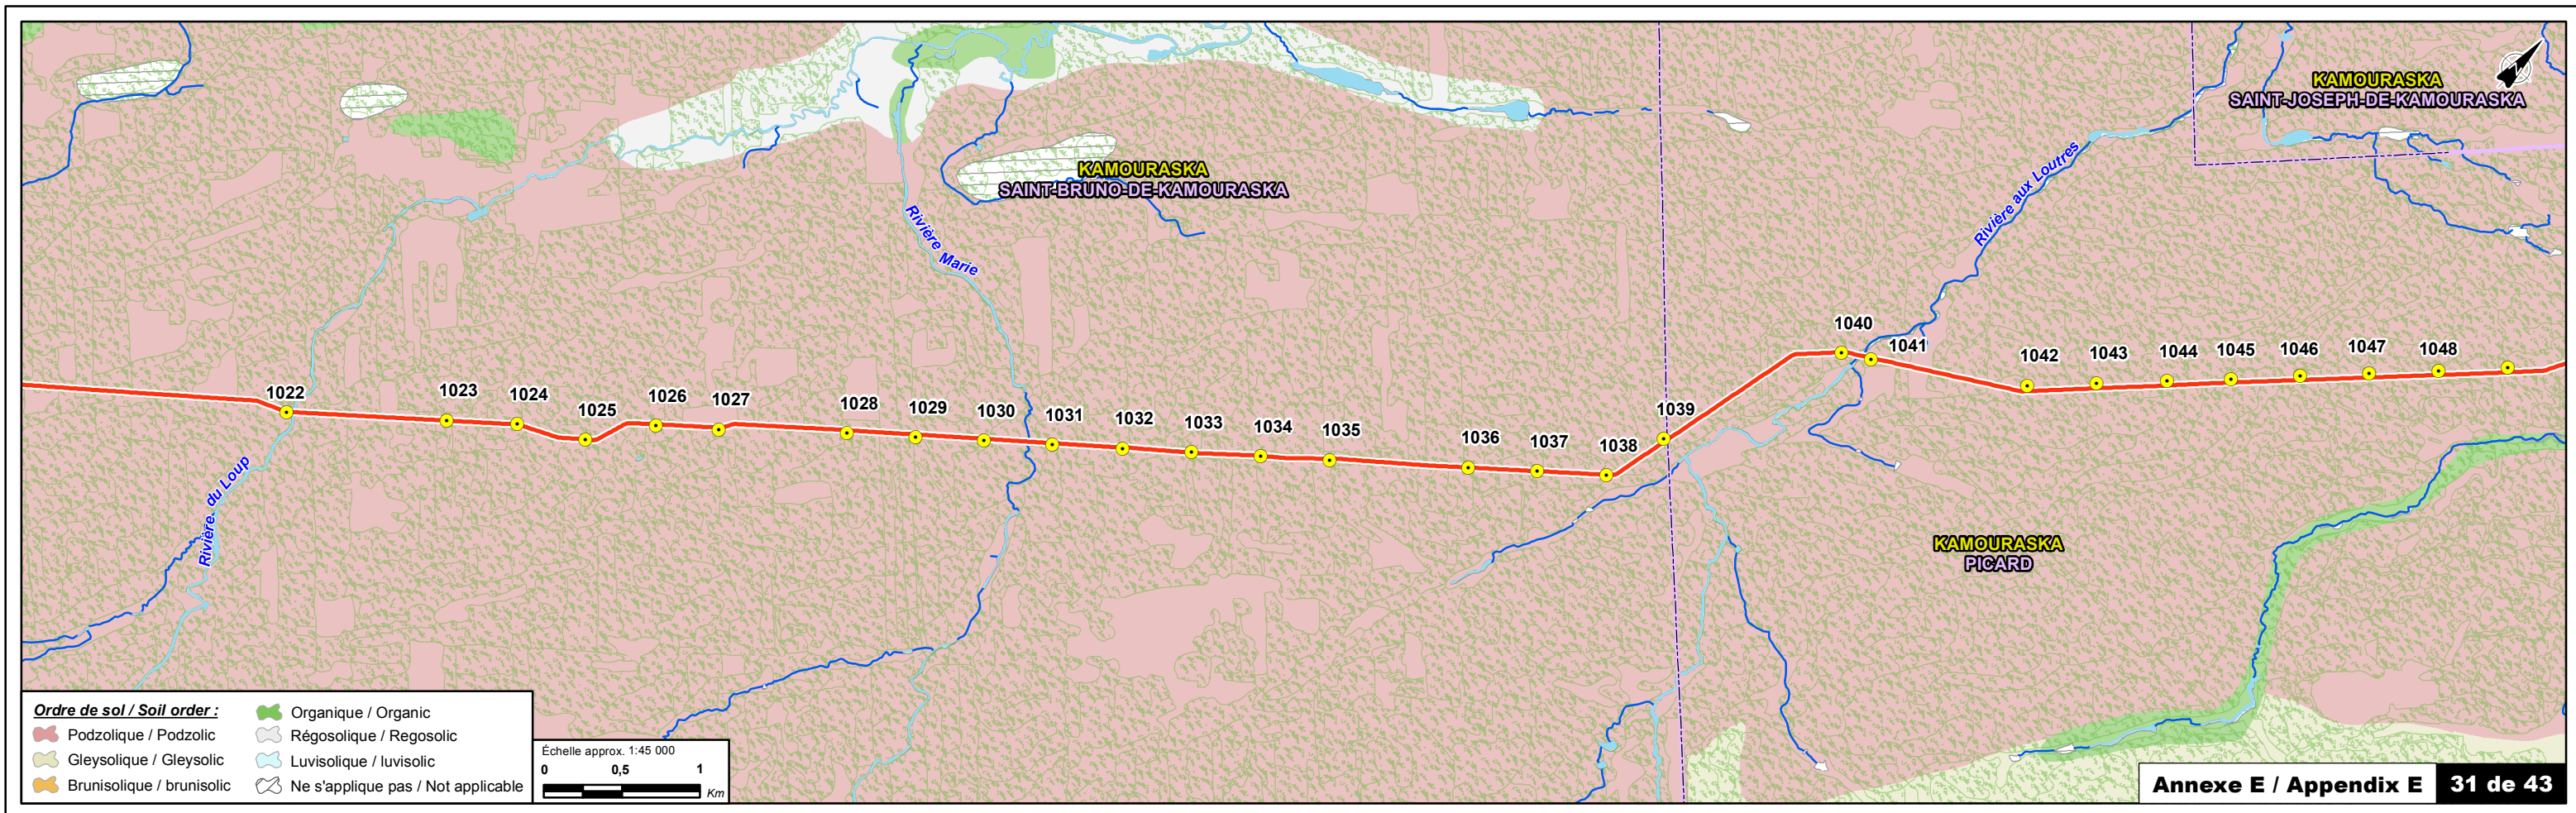 KAMOURASKA
SAINT-JOSEPH-DE-KAMOURASKA
N
KAMOURASKA
SAINT-BRUNO-DE-KAMOURASKA
Rivière aux Loutres
Rivière Marie
1022
1023
1024
1025
1026
1027
1028
1029
1030
1031
1032
1033
1034
1035
1036
1037
1038
1039
1040
1041
1042
1043
1044
1045
1046
1047
1048
Rivière du Loup
KAMOURASKA
PICARD
Ordre de sol / Soil order :
Podzolique / Podzolic
Gleysolique / Gleysolic
Brunisolique / brunisolic
Organique / Organic
Régosolique / Regosolic
Luvisolique / luvisolic
Ne s'applique pas / Not applicable
Échelle approx. 1:45 000
0 0,5 1
Km
Annexe E / Appendix E 31 de 43